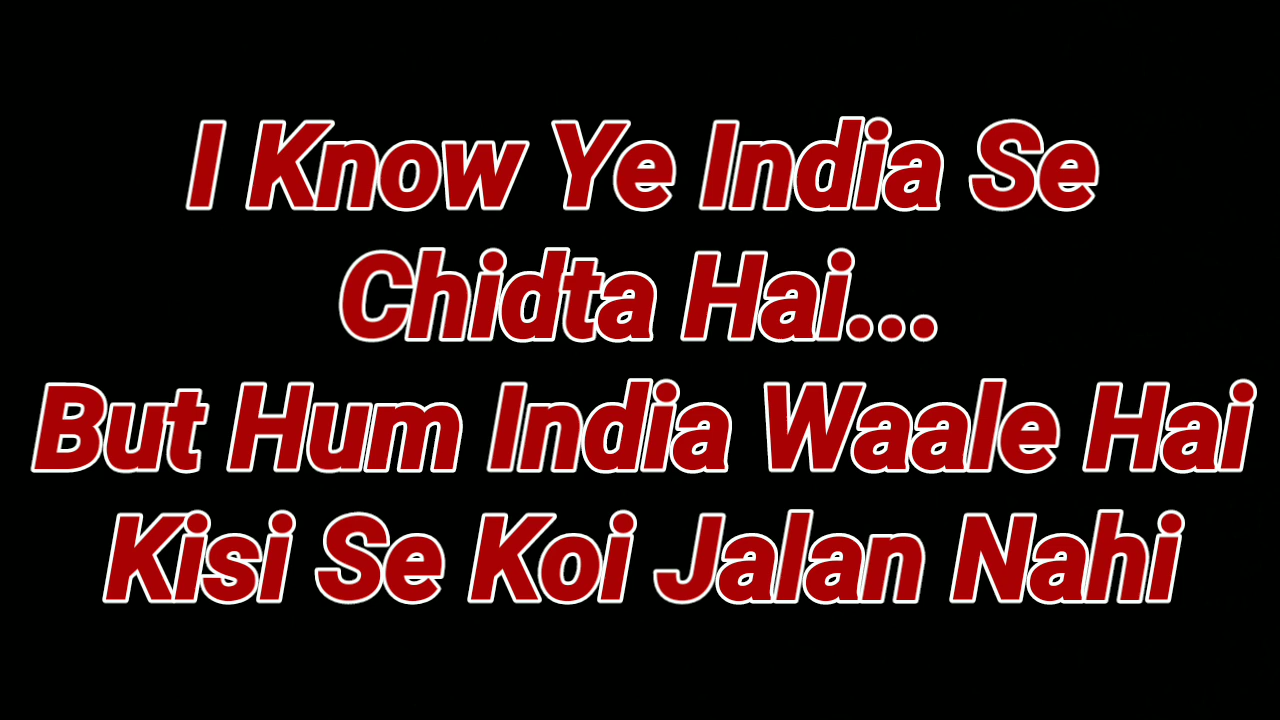 I Know Ye India Se
Chidta Hai...
But Hum India Waale Hai
Kisi Se Koi Jalan Nahi